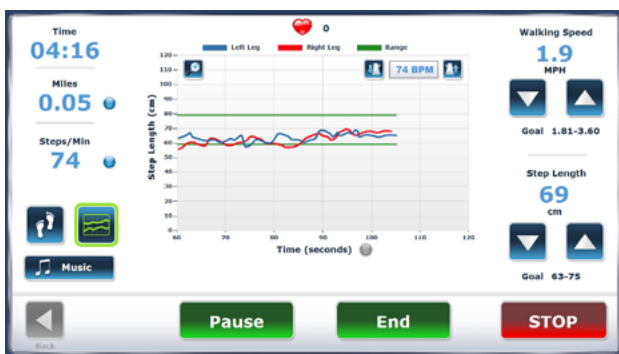 Time
04:16
Miles
0.05
Steps/Min
74
Music
0
Left Leg Right Leg Range
74 BPM
Step Length (cm)
120
110
100
90
80
70
60
50
40
30
20
10
0
60 70 80 90 100 110 120
Time (seconds)
Walking Speed
1.9
MPH
Goal 1.81-3.60
Step Length
69
cm
Goal 63-75
Back
Pause
End
STOP